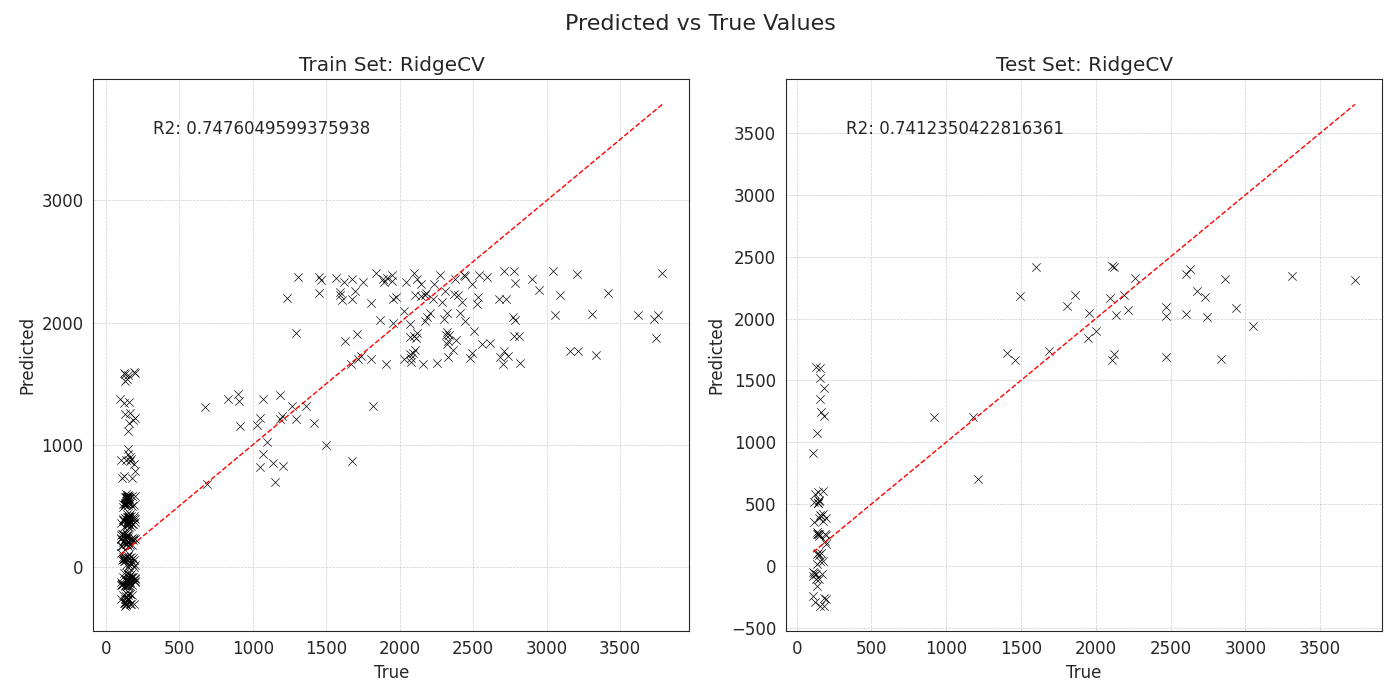 Predicted vs True Values
Train Set: RidgeCV
R2: 0.7476049599375938
Predicted
3000
2000
1000
0
0 500 1000 1500 2000 2500 3000 3500
True
Test Set: RidgeCV
R2: 0.7412350422816361
Predicted
3500
3000
2500
2000
1500
1000
500
0
−500
0 500 1000 1500 2000 2500 3000 3500
True